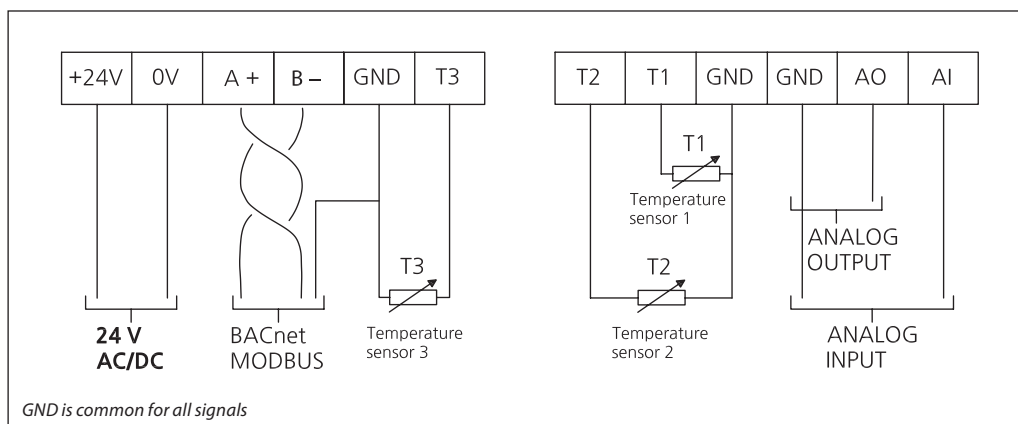 +24V 0V A + B – GND T3
T2 T1 GND GND AO AI
T1
Temperature
sensor 1
ANALOG
OUTPUT
T3
T2
24 V
AC/DC
BACnet
MODBUS
Temperature
sensor 3
Temperature
sensor 2
ANALOG
INPUT
GND is common for all signals